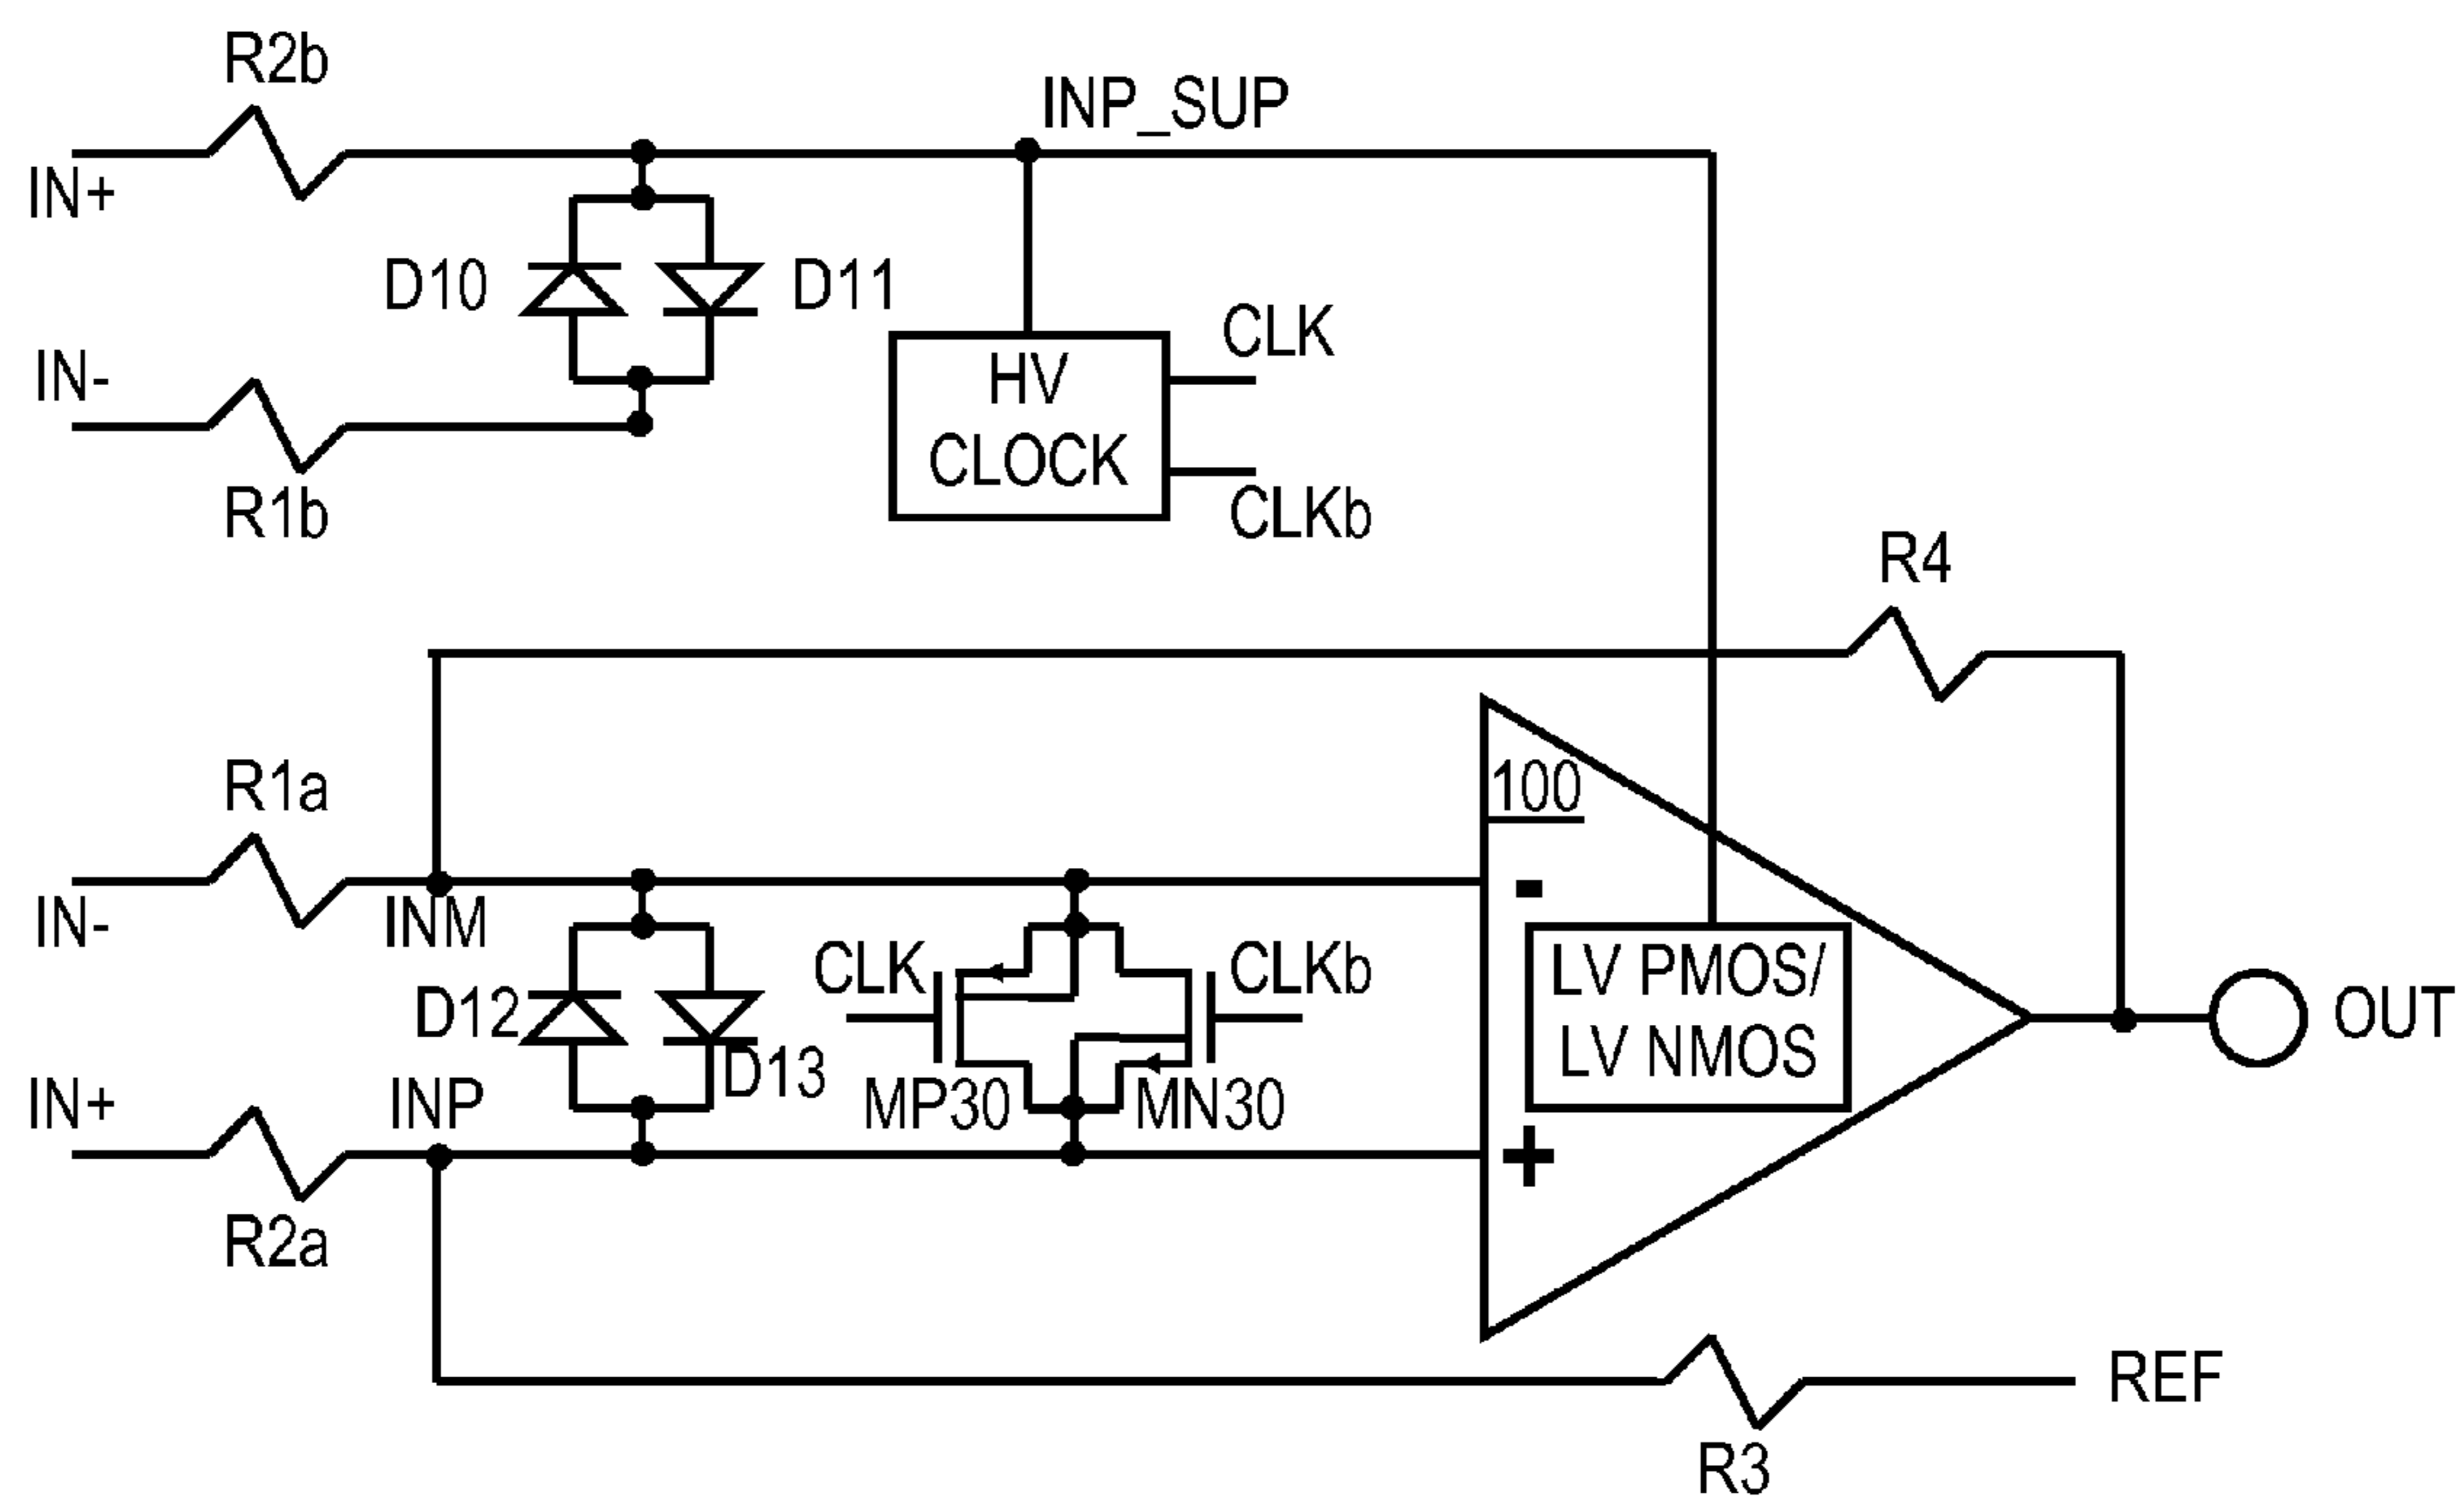 R2b
INP_SUP
IN+
D10
D11
CLK
IN-
HV
CLOCK
CLKb
R1b
R4
R1a
100
-
IN-
INM
CLK
CLKb
LV PMOS/
LV NMOS
D12
OUT
D13
IN+
INP
MP30
MN30
+
R2a
REF
R3